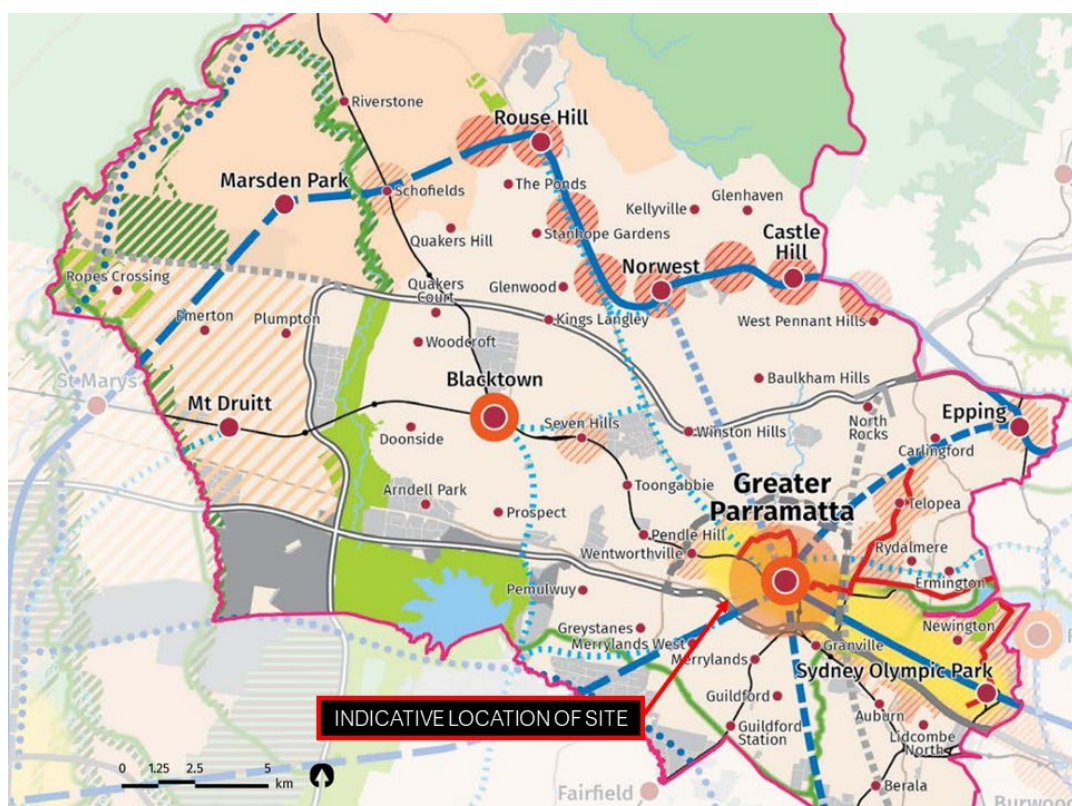 Riverstone
Rouse Hill
Marsden Park
Schofields
The Ponds
Kellyville
Glenhaven
Quakers Hill
Stanhope Gardens
Castle
Hill
Norwest
Ropes Crossing
Quakers
Court
Glenwood
Emerton
Plumpton
Kings Langley
West Pennant Hills
Woodcroft
St Marys
Blacktown
Baulkham Hills
Mt Druitt
Doonside
Seven Hills
Winston Hills
North
Rocks
Epping
Carlingford
Arndell Park
Toongabbie
Greater
Parramatta
Telopea
Prospect
Pendle Hill
Wentworthville
Rydalmere
Ermington
Pemulwuy
Greystanes
Merrylands West
Newington
Merrylands
Granville
Sydney Olympic Park
INDICATIVE LOCATION OF SITE
Guildford
Guildford
Station
Auburn
Lidcombe
North
0 1.25 2.5 5
km
Fairfield
Berala
Burwood